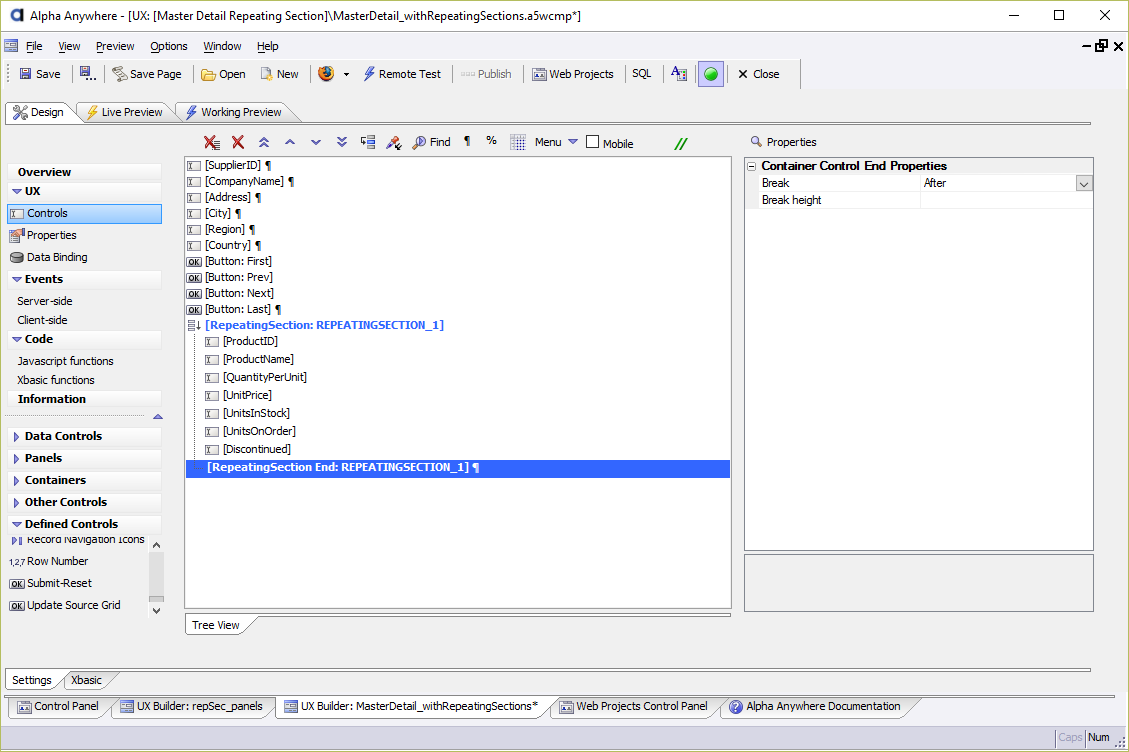 Alpha Anywhere - [UX: [Master Detail Repeating Section]\MasterDetail_withRepeatingSections.a5wcmp*]
File View Preview Options Window Help
Save Save Page Open New Remote Test Publish Web Projects SQL Close
Design Live Preview Working Preview
Find ¶ % Menu Mobile
Properties
Overview
UX
Controls
Properties
Data Binding
Events
Server-side
Client-side
Code
Javascript functions
Xbasic functions
Information
Data Controls
Panels
Containers
Other Controls
Defined Controls
Record Navigation Icons
1,2,7 Row Number
OK Submit-Reset
OK Update Source Grid
[SupplierID] ¶
[CompanyName] ¶
[Address] ¶
[City] ¶
[Region] ¶
[Country] ¶
OK [Button: First]
OK [Button: Prev]
OK [Button: Next]
OK [Button: Last] ¶
[RepeatingSection: REPEATINGSECTION_1]
[ProductID]
[ProductName]
[QuantityPerUnit]
[UnitPrice]
[UnitsInStock]
[UnitsOnOrder]
[Discontinued]
[RepeatingSection End: REPEATINGSECTION_1] ¶
Tree View
Container Control End Properties
Break After
Break height
Settings Xbasic
Control Panel UX Builder: repSec_panels UX Builder: MasterDetail_withRepeatingSections* Web Projects Control Panel Alpha Anywhere Documentation
Caps Num